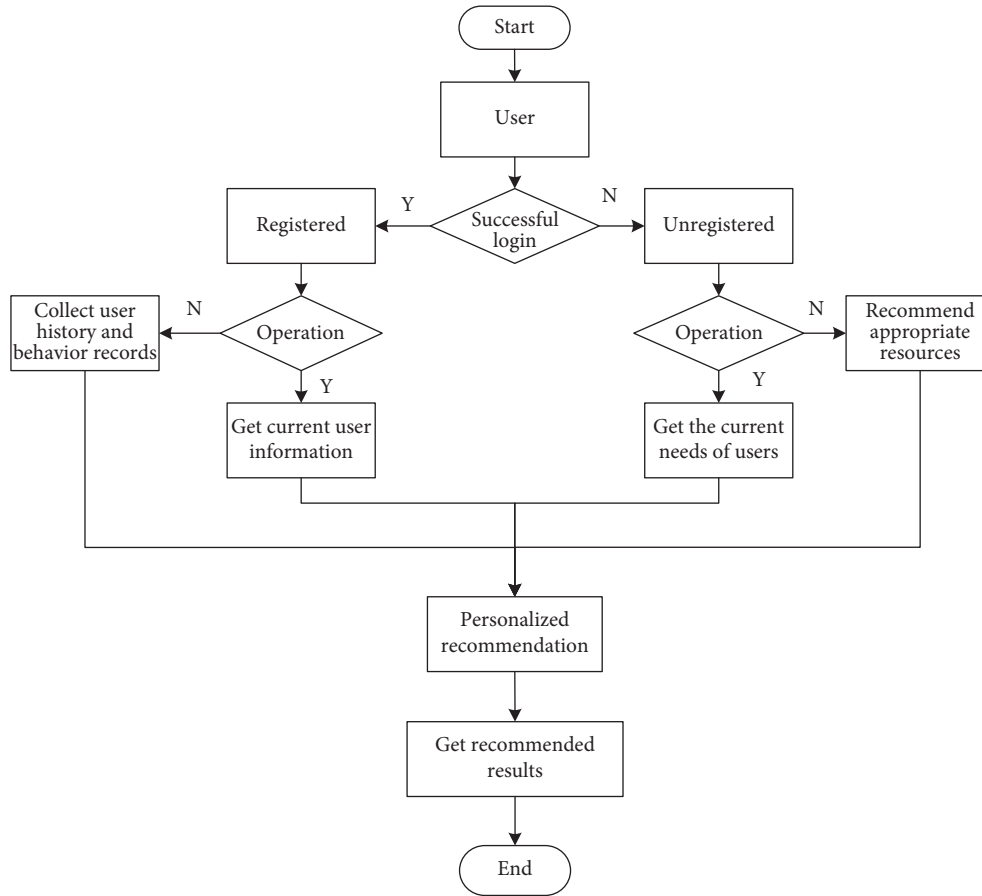 Start
User
Y
N
Registered
Successful
login
Unregistered
Collect user
history and
behavior records
N
Operation
Operation
N
Recommend
appropriate
resources
Y
Y
Get current user
information
Get the current
needs of users
Personalized
recommendation
Get recommended
results
End